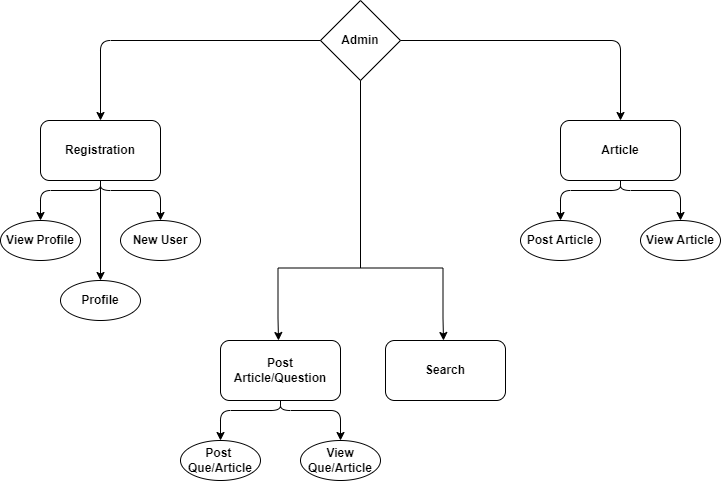 Admin
Registration
Article
View Profile
New User
Post Article
View Article
Profile
Post
Article/Question
Search
Post
Que/Article
View
Que/Article